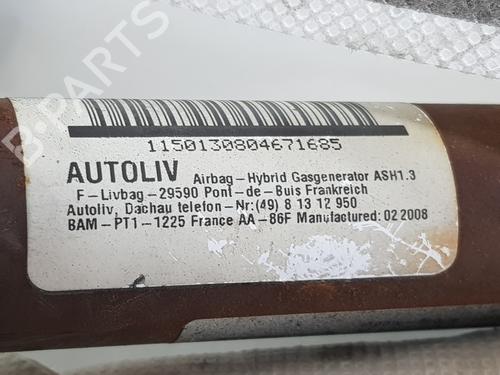 1150130804671685
AUTOLIV Airbag-Hybrid Gasgenerator ASH1.3
F-Livbag-29590 Pont-de-Buis Frankreich
Autoliv, Dachau telefon-Nr:(49) 8 13 12 950
BAM-PT1-1225 France AA-86F Manufactured: 02 2008
B-PARTS